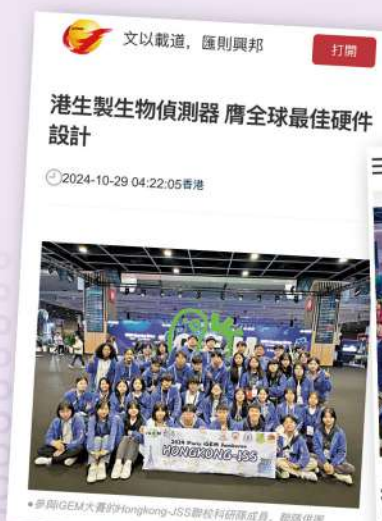 文以載道，匯則興邦
打開
港生製生物偵測器 膺全球最佳硬件
設計
2024-10-29 04:22:05香港
2024 Paris iGEM Jamboree
HONGKONG-JSS
●參與iGEM大賽的Hongkong-JSS聯校科研隊成員。